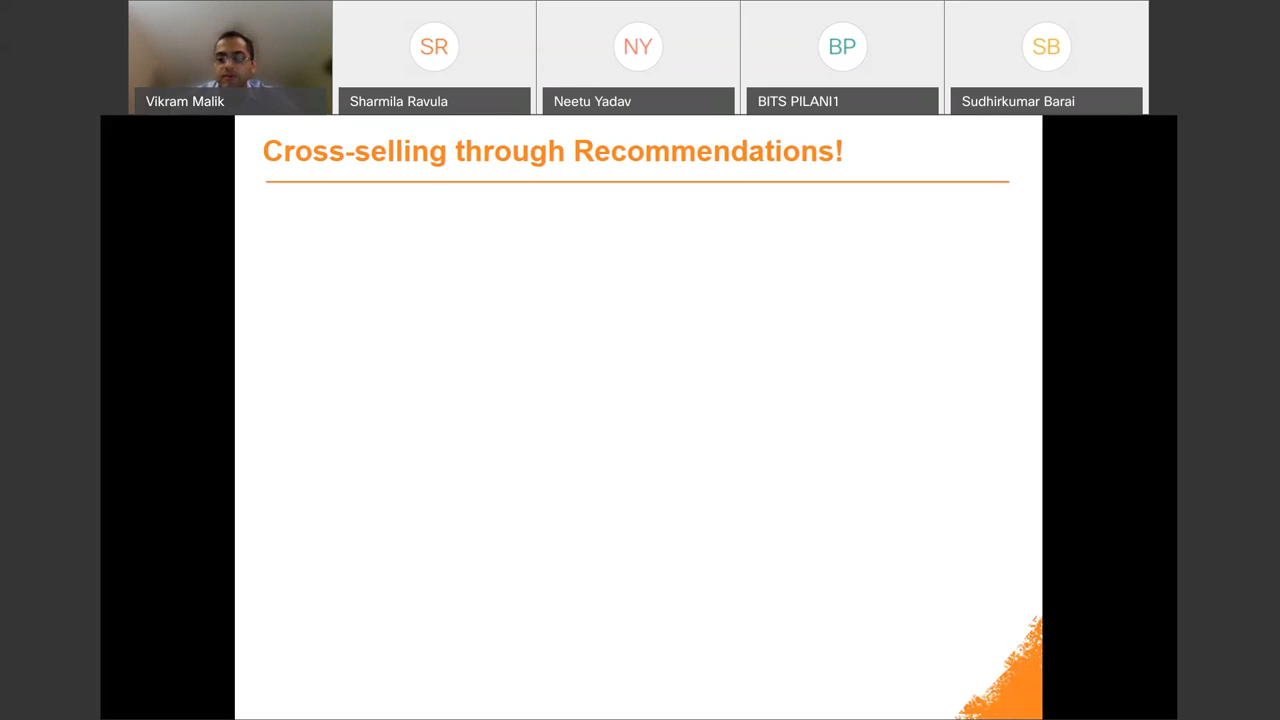 SR
NY
BP
SB
Vikram Malik
Sharmila Ravula
Neetu Yadav
BITS PILANI1
Sudhirkumar Barai
Cross-selling through Recommendations!